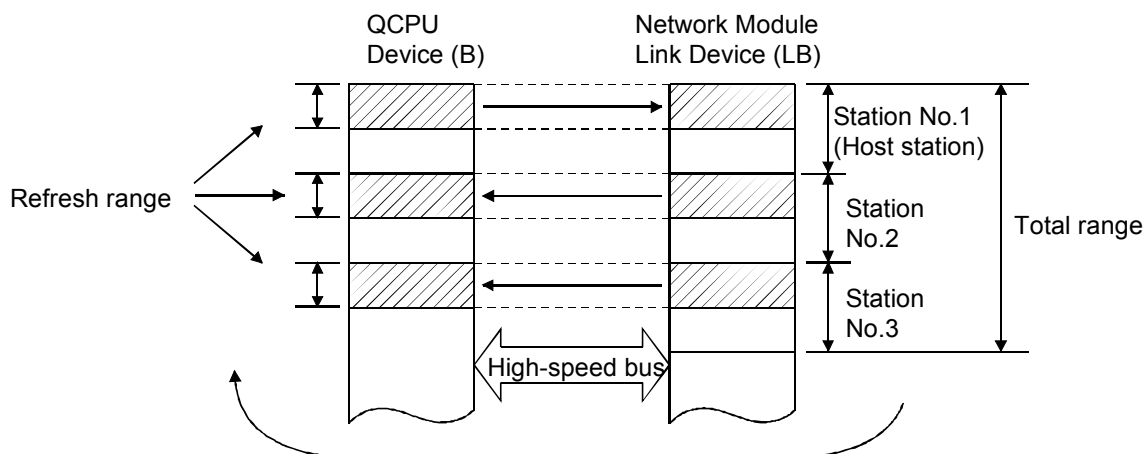 QCPU
Device (B)
Network Module
Link Device (LB)
Station No.1
(Host station)
Refresh range
Station
No.2
Total range
Station
No.3
High-speed bus